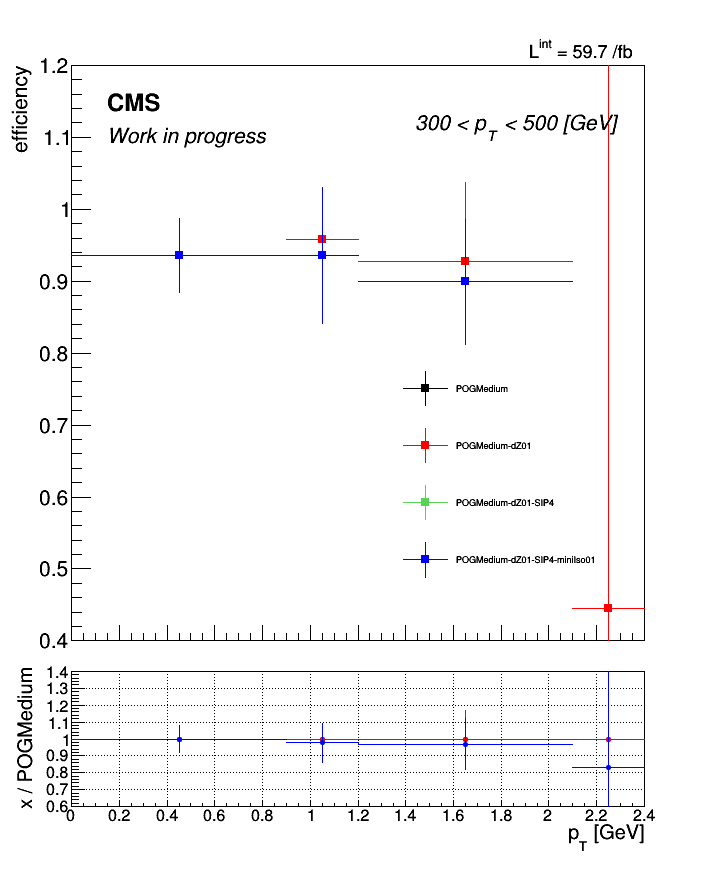 L^int = 59.7 /fb
efficiency
CMS
Work in progress
300 < p_T < 500 [GeV]
1.2
1.1
1
0.9
0.8
0.7
0.6
0.5
0.4
POGMedium
POGMedium-dZ01
POGMedium-dZ01-SIP4
POGMedium-dZ01-SIP4-miniIso01
x / POGMedium
1.4
1.3
1.2
1.1
1
0.9
0.8
0.7
0.6
0 0.2 0.4 0.6 0.8 1 1.2 1.4 1.6 1.8 2 2.2 2.4
p_T [GeV]